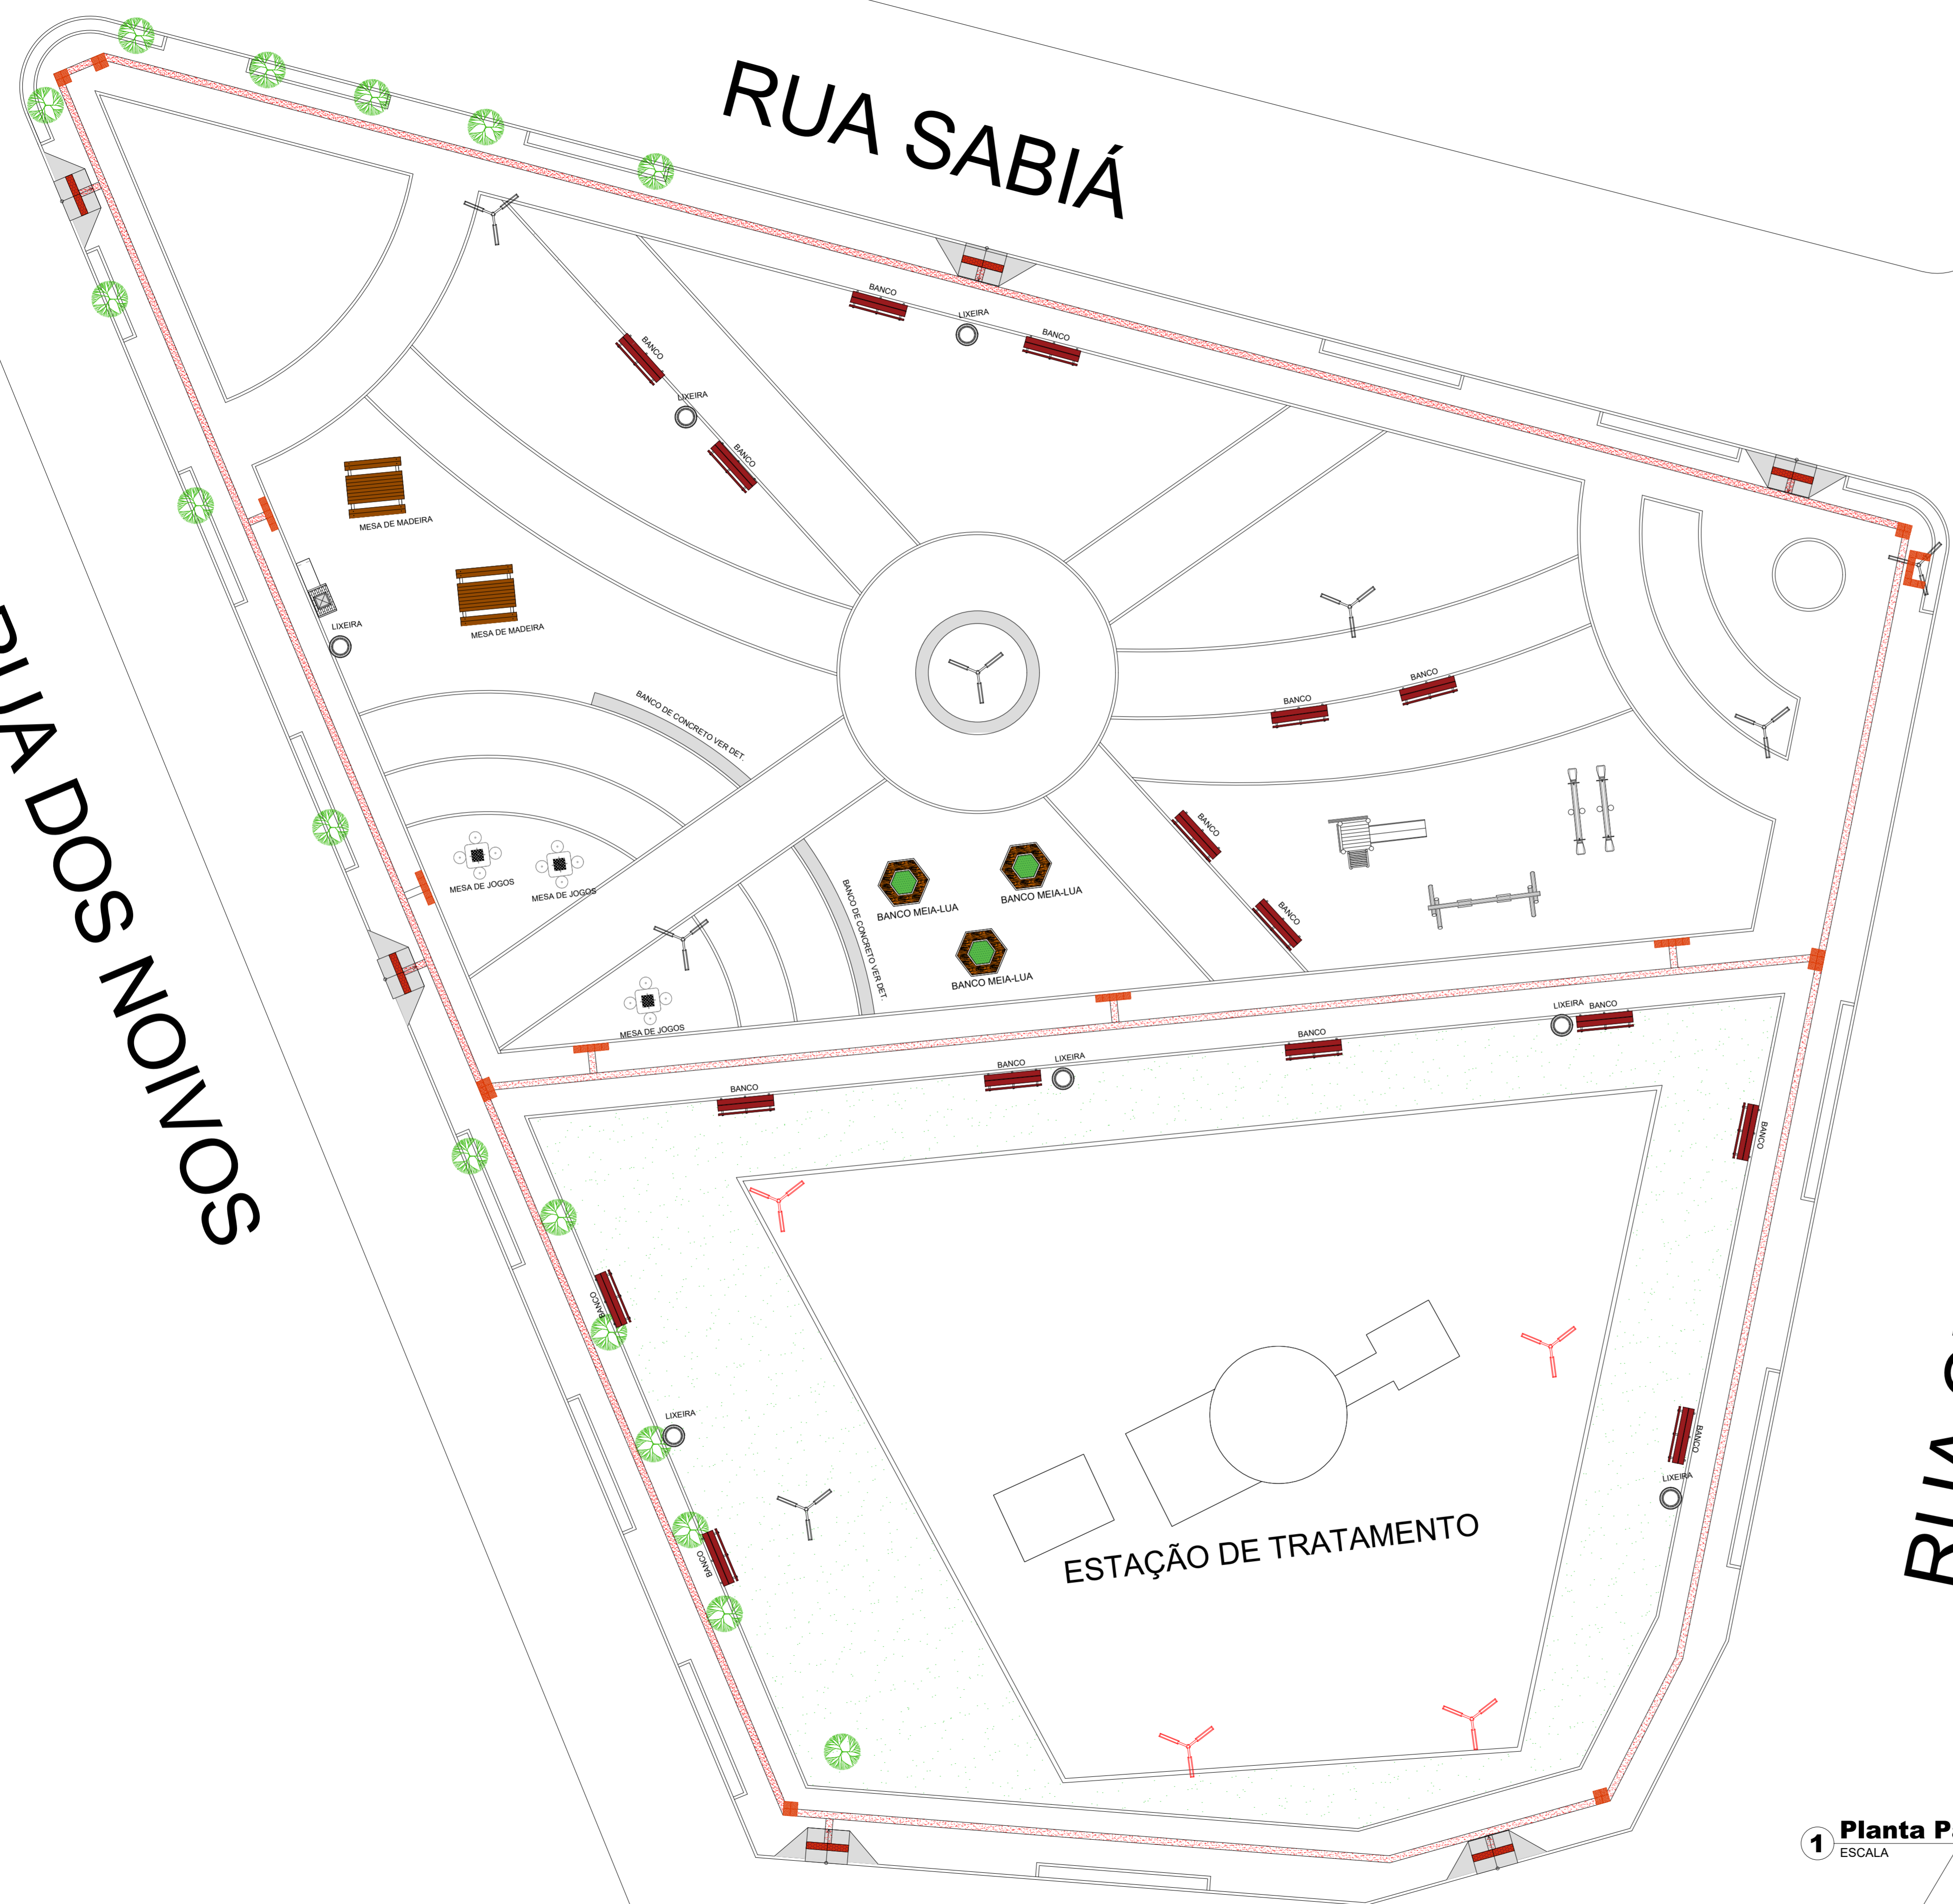 RUA SABIÁ
BANCO
LIXEIRA
BANCO
BANCO
LIXEIRA
BANCO
MESA DE MADEIRA
MESA DE MADEIRA
LIXEIRA
BANCO DE CONCRETO VER DET.
BANCO
BANCO
BANCO
BANCO
MESA DE JOGOS
MESA DE JOGOS
BANCO DE CONCRETO VER DET.
BANCO MEIA-LUA
BANCO MEIA-LUA
BANCO MEIA-LUA
MESA DE JOGOS
RUA DOS NOIVOS
LIXEIRA
BANCO
BANCO
BANCO
LIXEIRA
BANCO
BANCO
BANCO
LIXEIRA
BANCO
BANCO
LIXEIRA
ESTAÇÃO DE TRATAMENTO
RUA
1
Planta
ESCALA